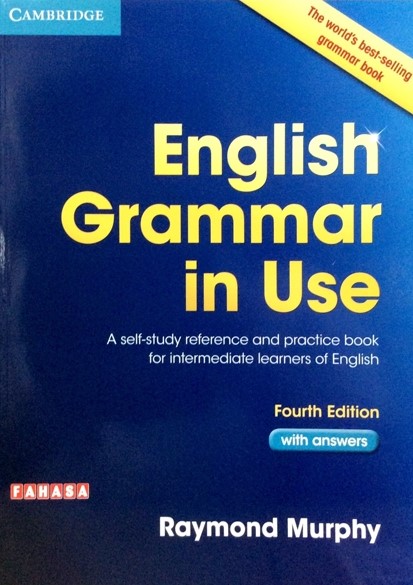 CAMBRIDGE
The world's best-selling
grammar book
English
Grammar
in Use
A self-study reference and practice book
for intermediate learners of English
Fourth Edition
with answers
FAHASA
Raymond Murphy